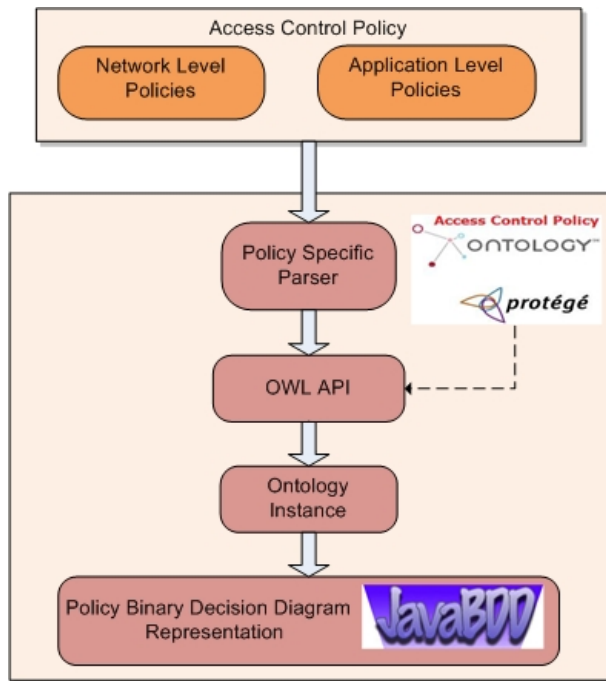 Access Control Policy
Network Level
Policies
Application Level
Policies
Policy Specific
Parser
Access Control Policy
ONTOLOGY™
protégé
OWL API
Ontology
Instance
Policy Binary Decision Diagram
Representation
JavaBDD